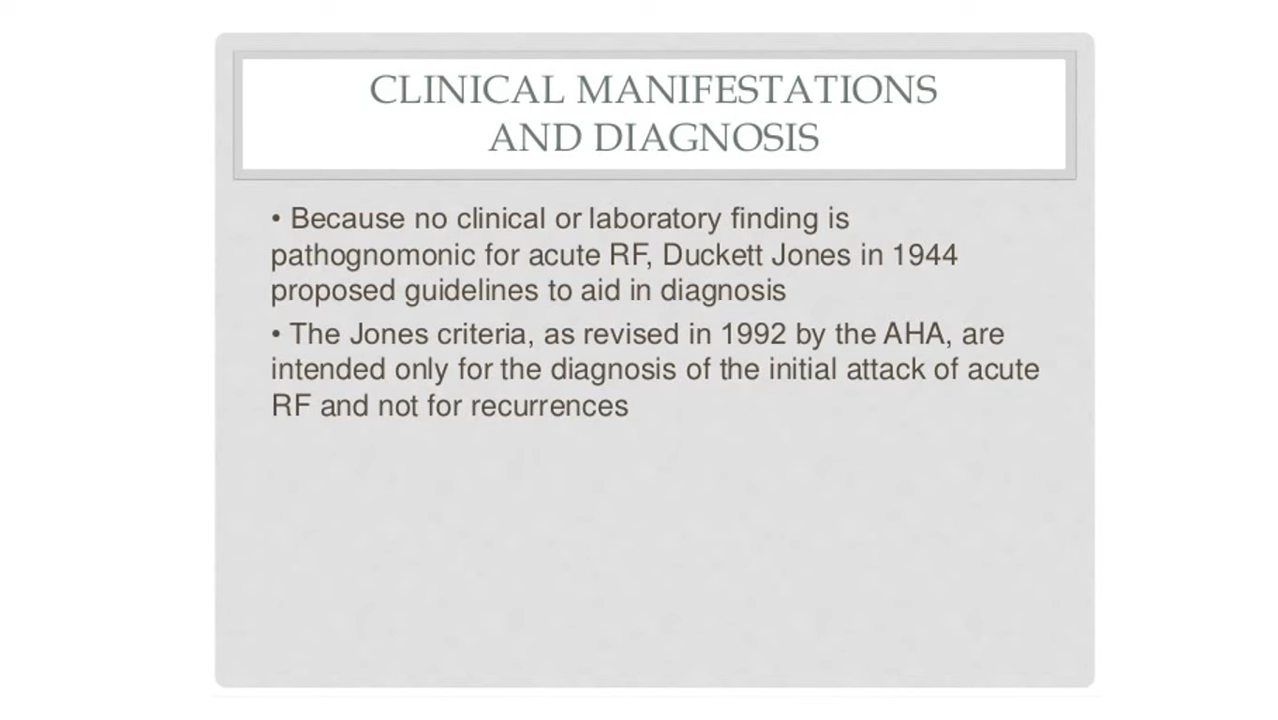 CLINICAL MANIFESTATIONS
AND DIAGNOSIS
• Because no clinical or laboratory finding is
pathognomonic for acute RF, Duckett Jones in 1944
proposed guidelines to aid in diagnosis
• The Jones criteria, as revised in 1992 by the AHA, are
intended only for the diagnosis of the initial attack of acute
RF and not for recurrences